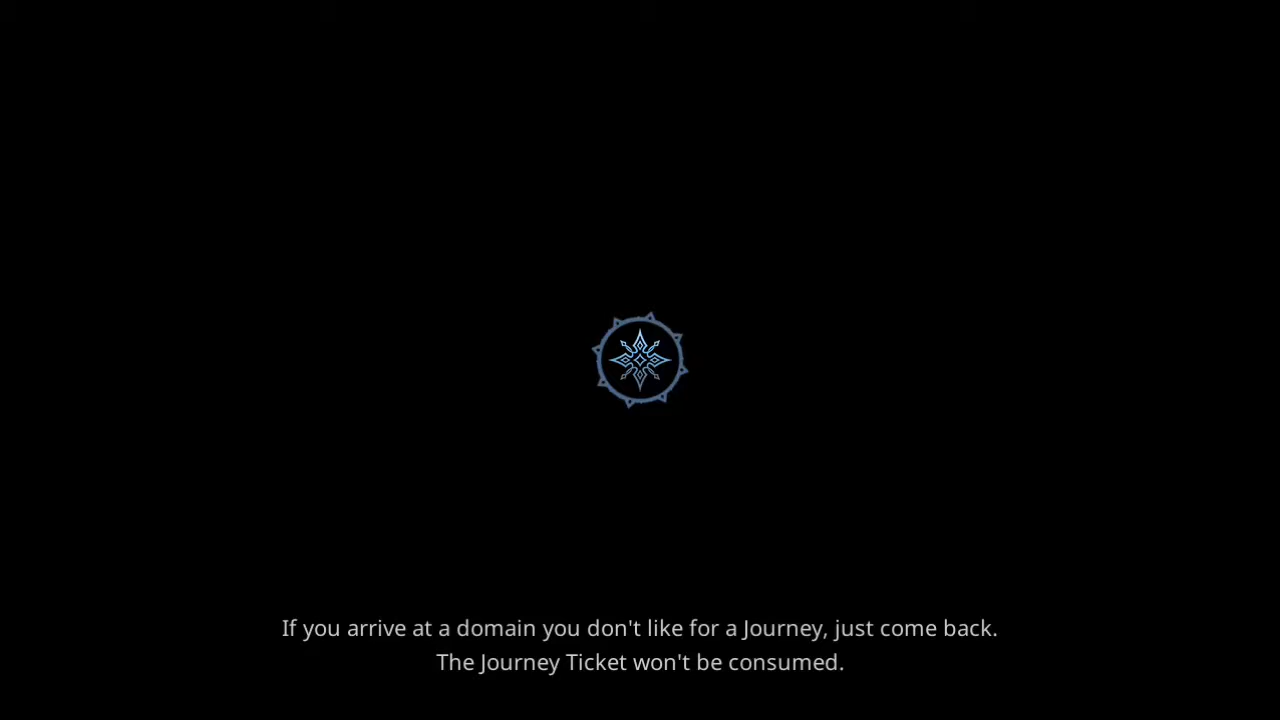 If you arrive at a domain you don't like for a Journey, just come back.
The Journey Ticket won't be consumed.